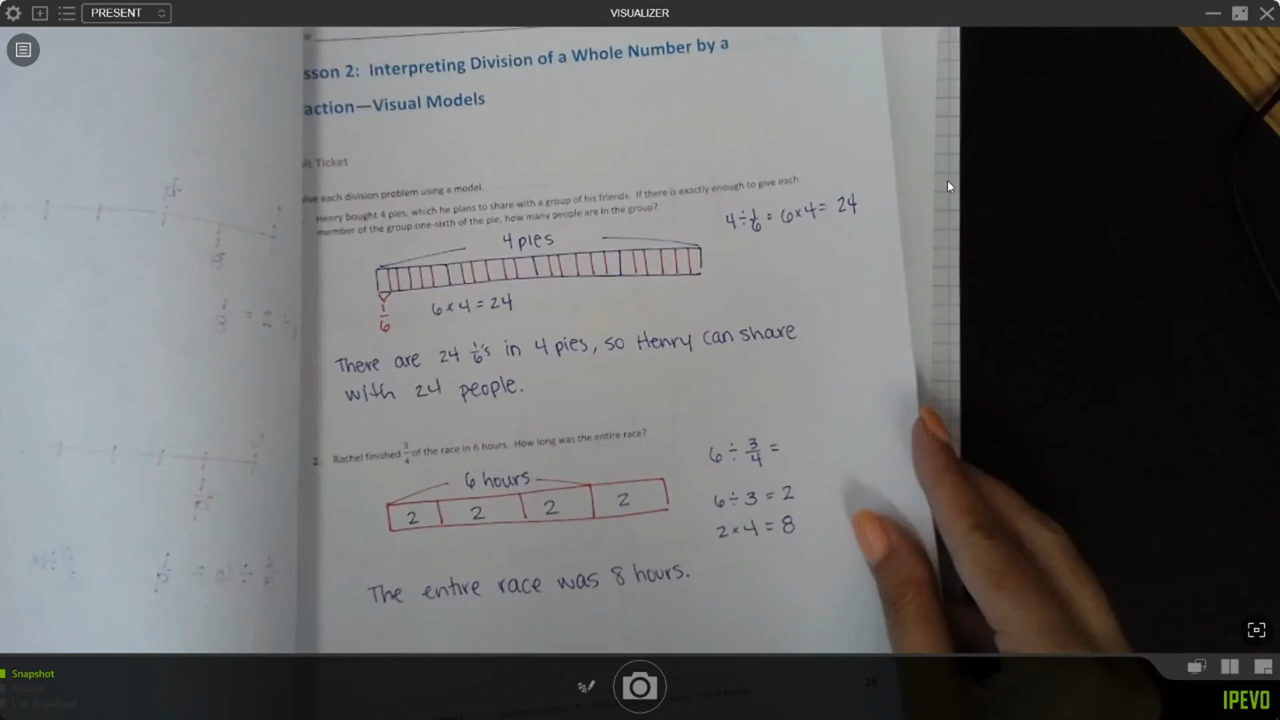 PRESENT
VISUALIZER
sson 2: Interpreting Division of a Whole Number by a
action—Visual Models
Ticket
each division problem using a model.
Henry bought 4 pies, which he plans to share with a group of his friends. If there is exactly enough to give each
member of the group one-sixth of the pie, how many people are in the group?
4 ÷ 1/6 = 6 × 4 = 24
4 pies
1/6
6 × 4 = 24
There are 24 1/6's in 4 pies, so Henry can share
with 24 people.
2. Rachel finished 3/4 of the race in 6 hours. How long was the entire race?
6 ÷ 3/4 =
6 hours
2 2 2 2
6 ÷ 3 = 2
2 × 4 = 8
The entire race was 8 hours.
Snapshot
IPEVO